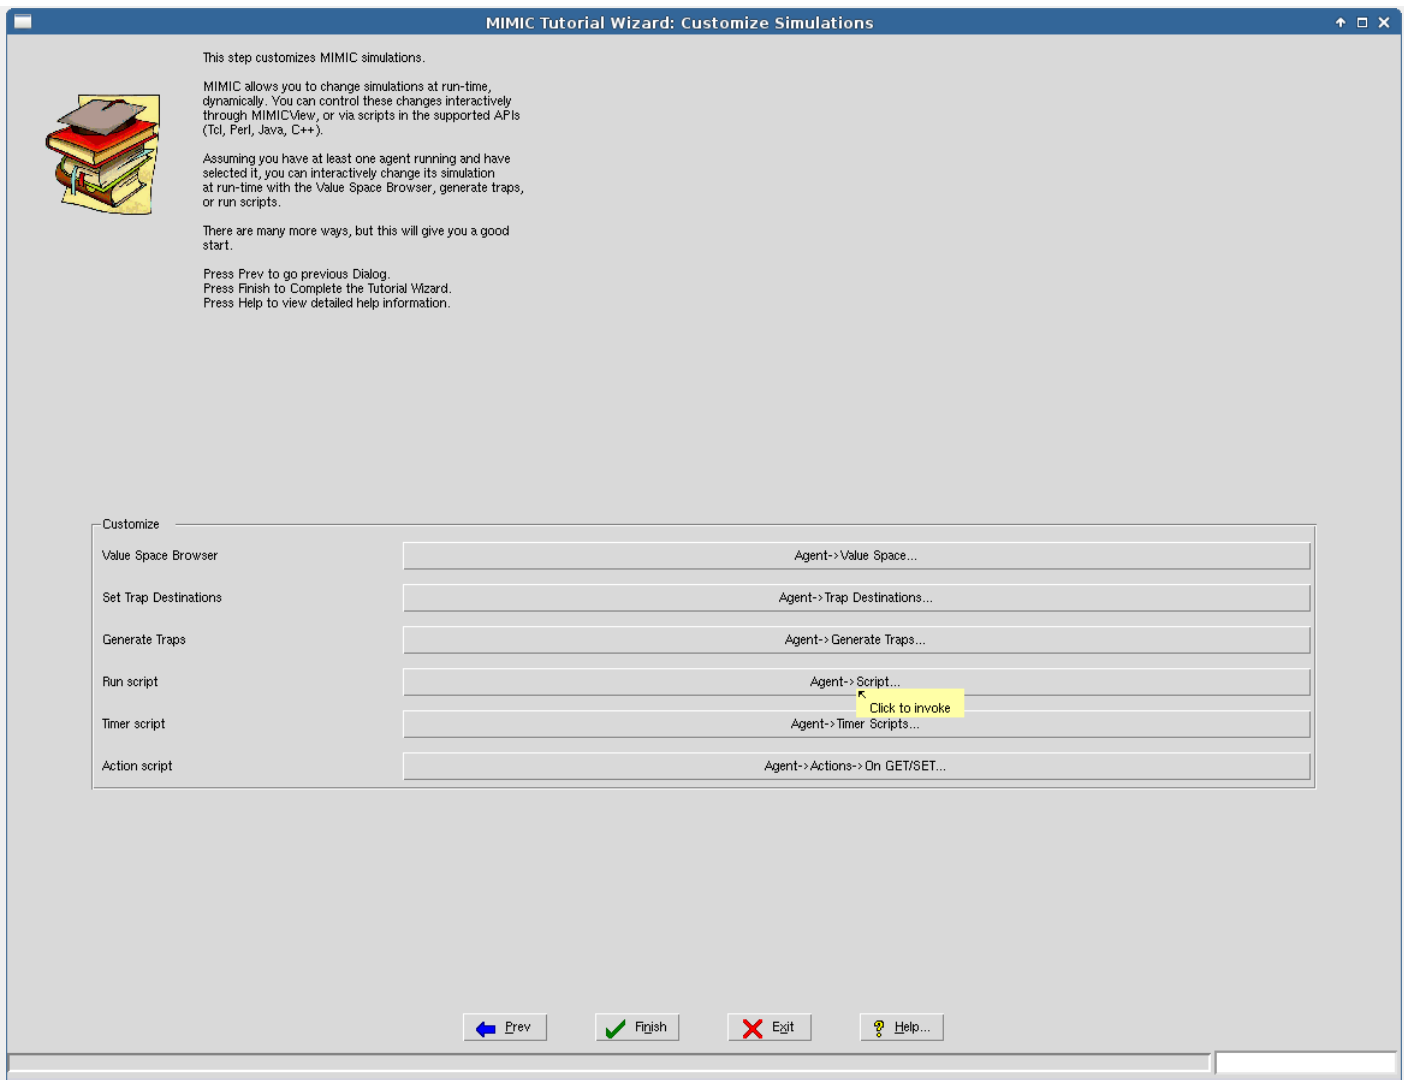 MIMIC Tutorial Wizard: Customize Simulations
This step customizes MIMIC simulations.
MIMIC allows you to change simulations at run-time,
dynamically. You can control these changes interactively
through MIMICView, or via scripts in the supported APIs
(Tcl, Perl, Java, C++).
Assuming you have at least one agent running and have
selected it, you can interactively change its simulation
at run-time with the Value Space Browser, generate traps,
or run scripts.
There are many more ways, but this will give you a good
start.
Press Prev to go previous Dialog.
Press Finish to Complete the Tutorial Wizard.
Press Help to view detailed help information.
Customize
Value Space Browser Agent->Value Space...
Set Trap Destinations Agent->Trap Destinations...
Generate Traps Agent->Generate Traps...
Run script Agent->Script...
Click to invoke
Timer script Agent->Timer Scripts...
Action script Agent->Actions->On GET/SET...
Prev Finish Exit Help...